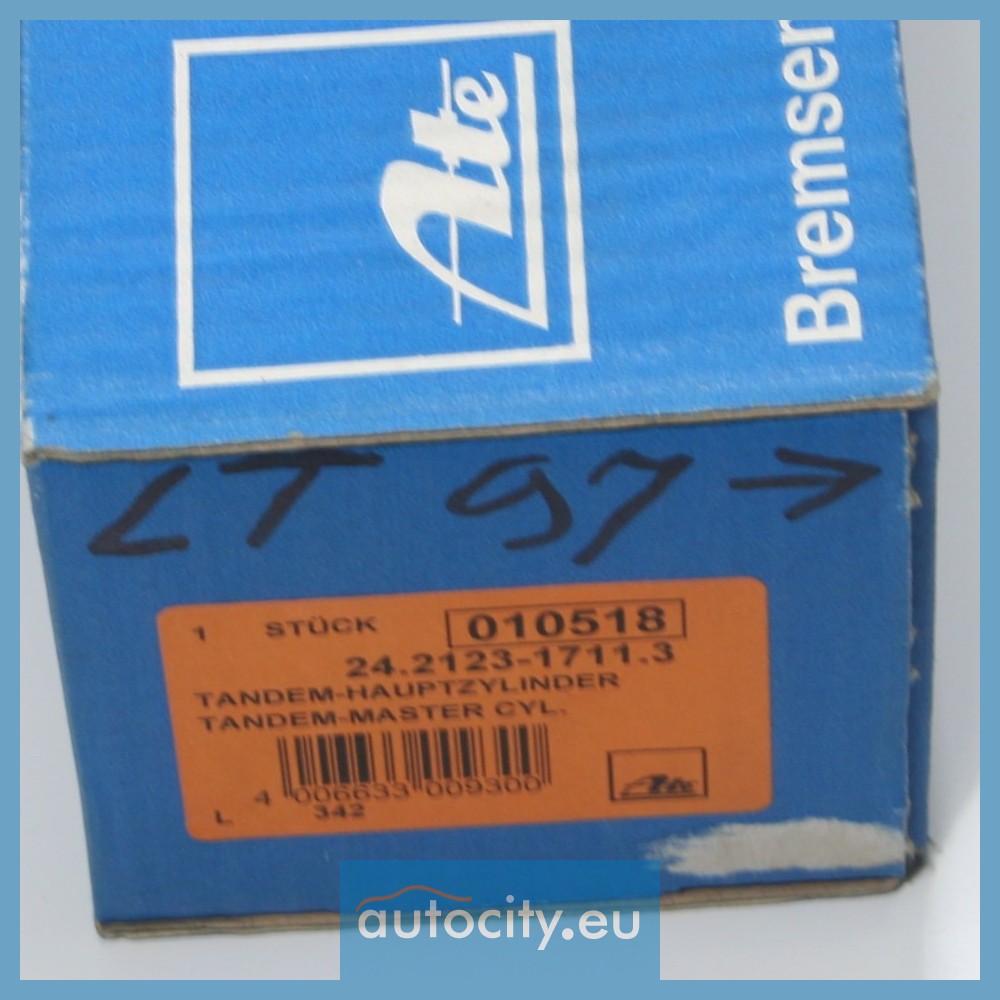 Ate
Bremsen
LT 97 →
1 STÜCK 010518
24.2123-1711.3
TANDEM-HAUPTZYLINDER
TANDEM-MASTER CYL.
4 006633 009300
L 342
Ate
autocity.eu